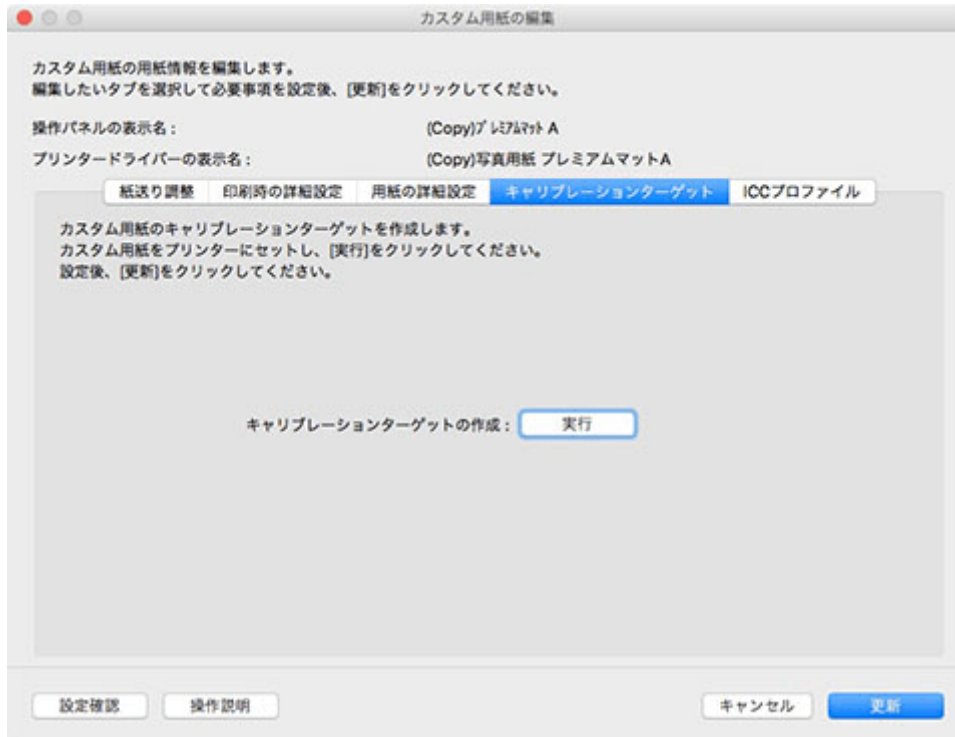 カスタム用紙の編集
カスタム用紙の用紙情報を編集します。
編集したいタブを選択して必要事項を設定後、[更新]をクリックしてください。
操作パネルの表示名： (Copy)ﾌﾟﾚﾐｱﾑﾏｯﾄ A
プリンタードライバーの表示名： (Copy)写真用紙 プレミアムマットA
紙送り調整 印刷時の詳細設定 用紙の詳細設定 キャリブレーションターゲット ICCプロファイル
カスタム用紙のキャリブレーションターゲットを作成します。
カスタム用紙をプリンターにセットし、[実行]をクリックしてください。
設定後、[更新]をクリックしてください。
キャリブレーションターゲットの作成： 実行
設定確認 操作説明 キャンセル 更新